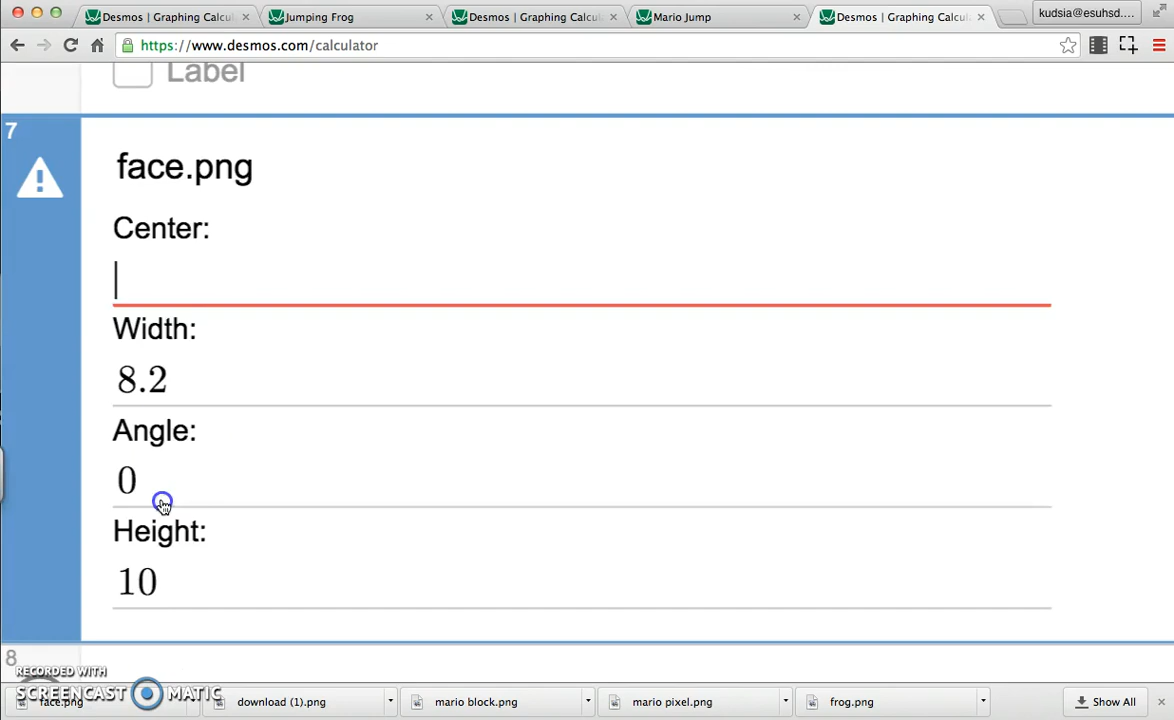 Desmos | Graphing Calcul
Jumping Frog
Desmos | Graphing Calcul
Mario Jump
Desmos | Graphing Calcul
kudsia@esuhsd....
https://www.desmos.com/calculator
Label
7
face.png
Center:
Width:
8.2
Angle:
0
Height:
10
8
RECORDED WITH
SCREENCAST MATIC
face.png
download (1).png
mario block.png
mario pixel.png
frog.png
Show All